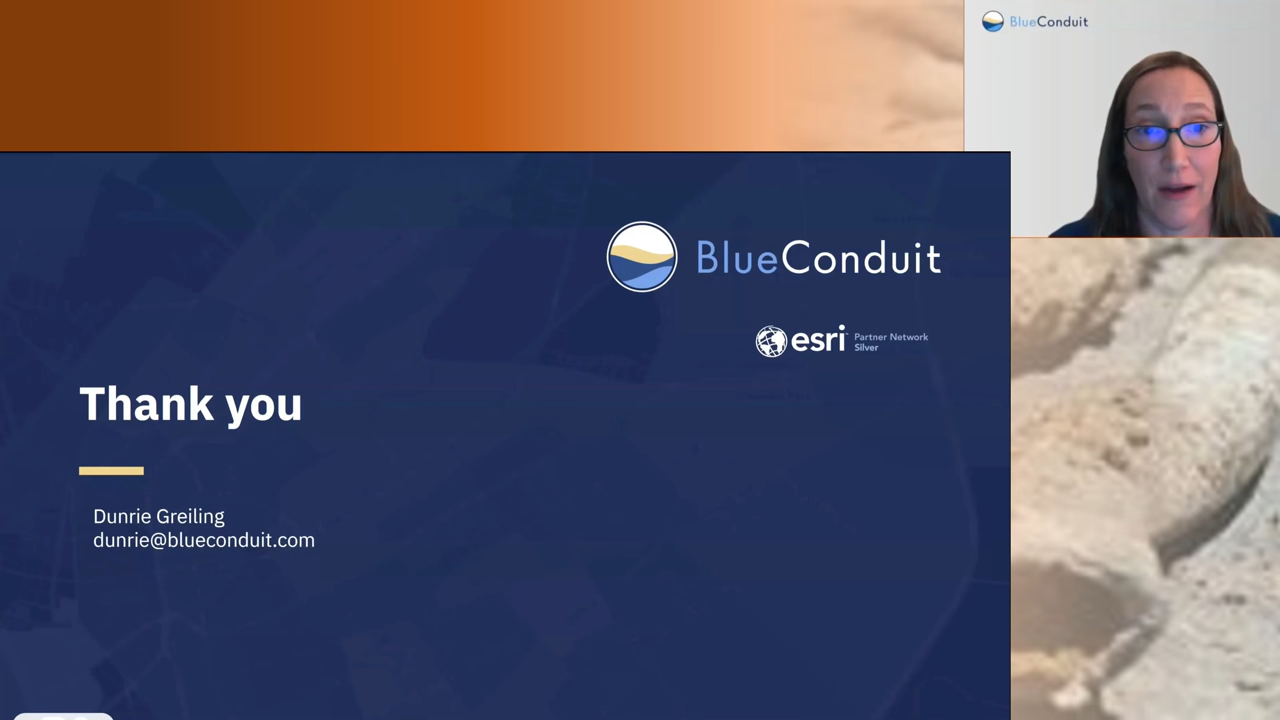 BlueConduit
BlueConduit
esri Partner Network
Silver
Thank you
Dunrie Greiling
dunrie@blueconduit.com